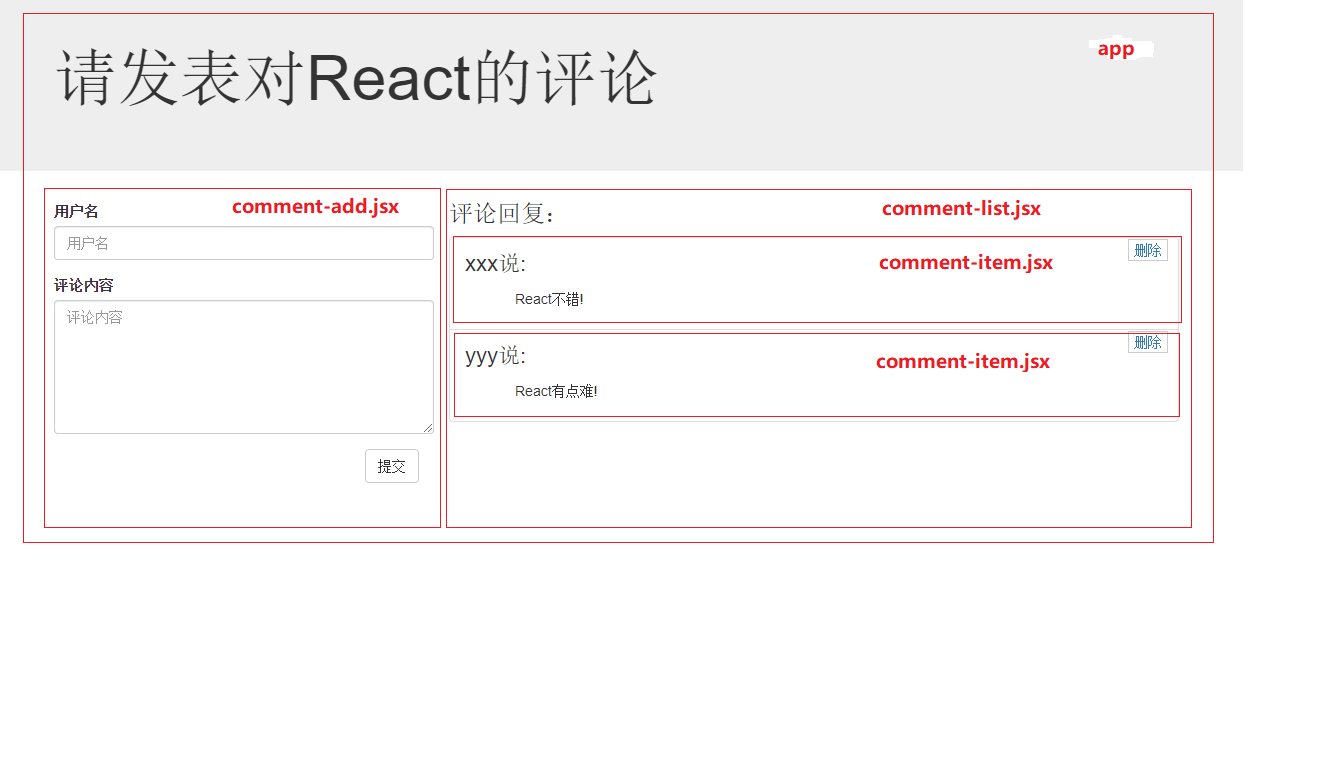 请发表对React的评论
app
用户名
comment-add.jsx
用户名
评论内容
评论内容
提交
评论回复：
comment-list.jsx
xxx说:
comment-item.jsx
删除
React不错!
yyy说:
comment-item.jsx
删除
React有点难!